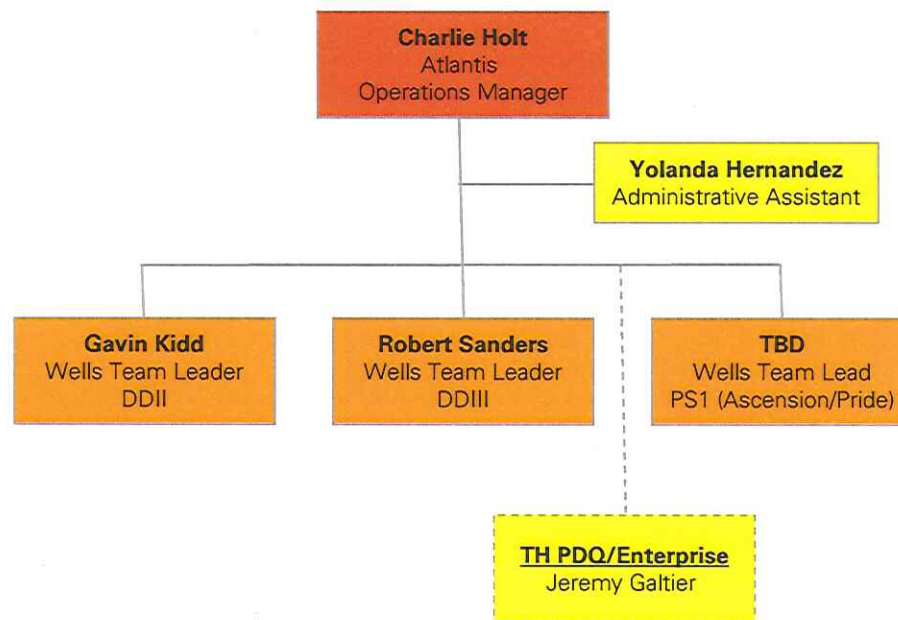 Charlie Holt
Atlantis
Operations Manager
Yolanda Hernandez
Administrative Assistant
Gavin Kidd
Wells Team Leader
DDII
Robert Sanders
Wells Team Leader
DDIII
TBD
Wells Team Lead
PS1 (Ascension/Pride)
TH PDQ/Enterprise
Jeremy Galtier